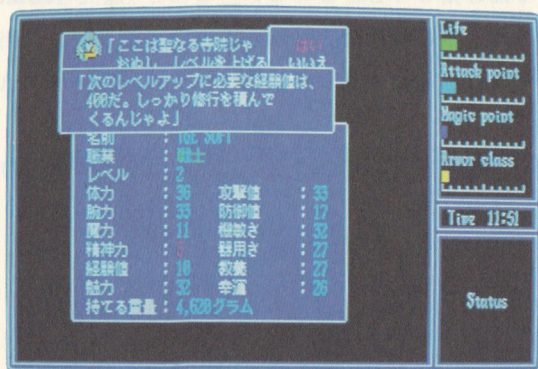 「ここは聖なる寺院じゃ
おぬし、レベルを上げる
はい
いいえ
「次のレベルアップに必要な経験値は、
400だ。しっかり修行を積んで
くるんじゃよ」
名前 : TGE SOFT
職業 : 戦士
レベル : 2
体力 : 36 攻撃値 : 33
腕力 : 33 防御値 : 17
魔力 : 11 機敏さ : 32
精神力 : 5 器用さ : 27
経験値 : 10 教養 : 27
魅力 : 32 幸運 : 26
持てる重量 : 4,620グラム
Life
Attack point
Magic point
Armor class
Time 11:51
Status